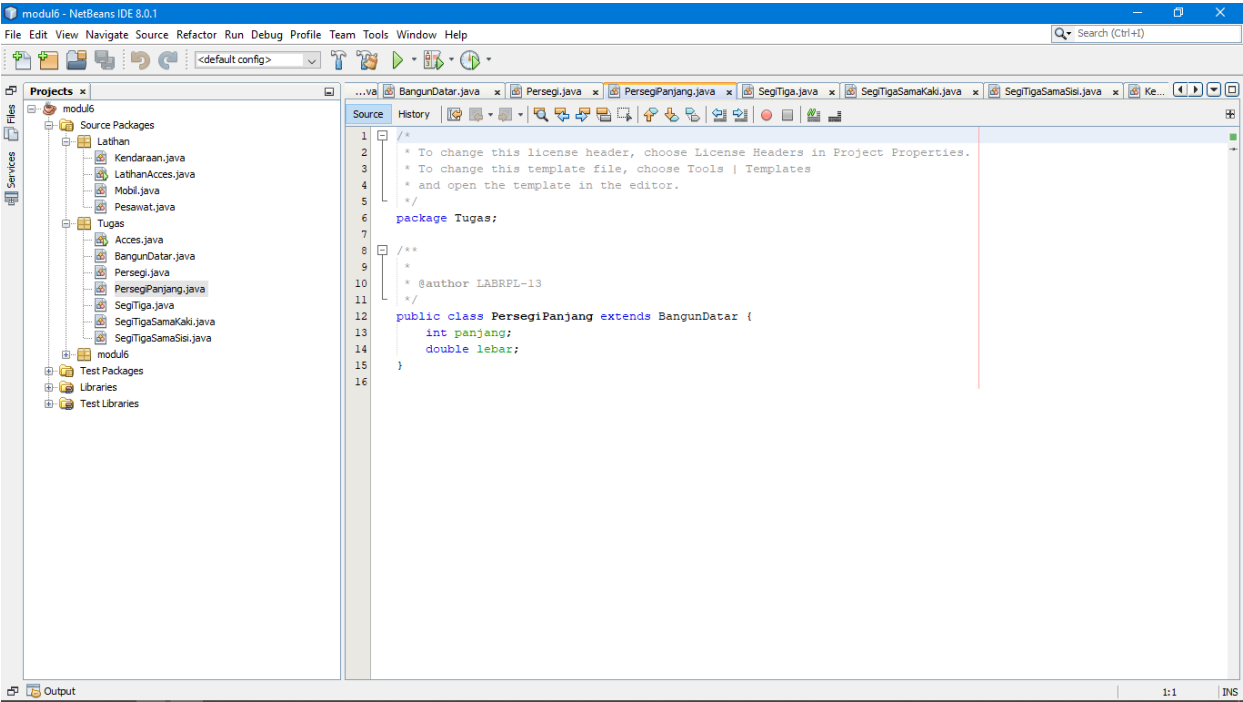 modul6 - NetBeans IDE 8.0.1
File Edit View Navigate Source Refactor Run Debug Profile Team Tools Window Help
Search (Ctrl+I)
<default config>
Files
Services
Projects
modul6
Source Packages
Latihan
Kendaraan.java
LatihanAcces.java
Mobil.java
Pesawat.java
Tugas
Acces.java
BangunDatar.java
Persegi.java
PersegiPanjang.java
SegiTiga.java
SegiTigaSamaKaki.java
SegiTigaSamaSisi.java
modul6
Test Packages
Libraries
Test Libraries
...va BangunDatar.java Persegi.java PersegiPanjang.java SegiTiga.java SegiTigaSamaKaki.java SegiTigaSamaSisi.java Ke...
Source History
1 /*
2 * To change this license header, choose License Headers in Project Properties.
3 * To change this template file, choose Tools | Templates
4 * and open the template in the editor.
5 */
6 package Tugas;
7
8 /**
9 *
10 * @author LABRPL-13
11 */
12 public class PersegiPanjang extends BangunDatar {
13 int panjang;
14 double lebar;
15 }
16
Output
1:1 INS